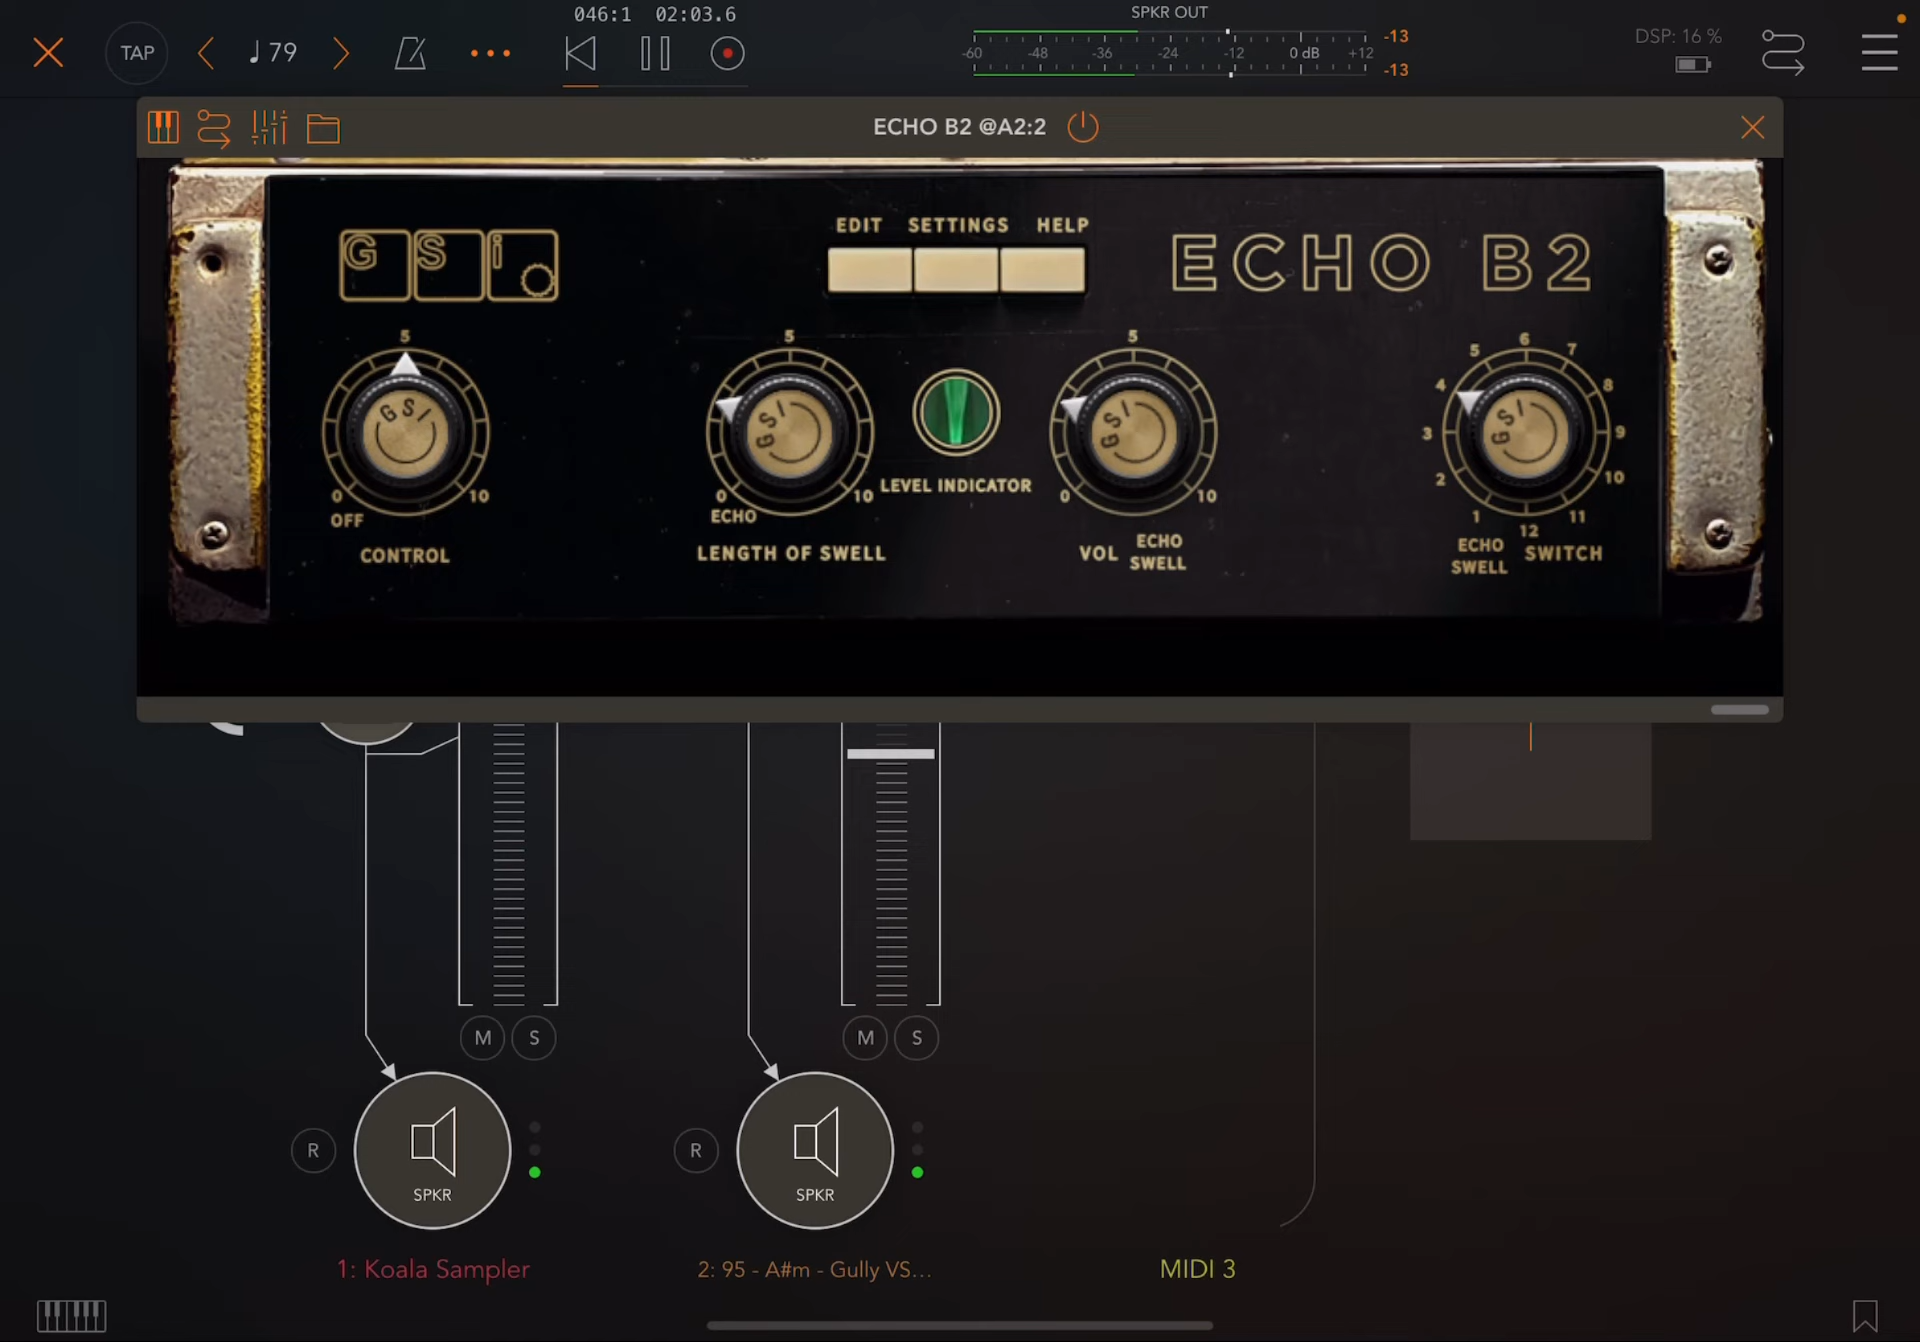 046:1 02:03.6
SPKR OUT
TAP
79
-60 -48 -36 -24 -12 0 dB +12
-13
-13
DSP: 16 %
ECHO B2 @A2:2
GSi
EDIT SETTINGS HELP
ECHO B2
5
0 10
OFF
CONTROL
GSI
5
0 10
ECHO
LENGTH OF SWELL
GSI
LEVEL INDICATOR
5
0 10
VOL ECHO SWELL
GSI
1 2 3 4 5 6 7 8 9 10 11 12
ECHO SWELL SWITCH
GSI
M S
M S
R
SPKR
R
SPKR
1: Koala Sampler
2: 95 - A#m - Gully VS...
MIDI 3